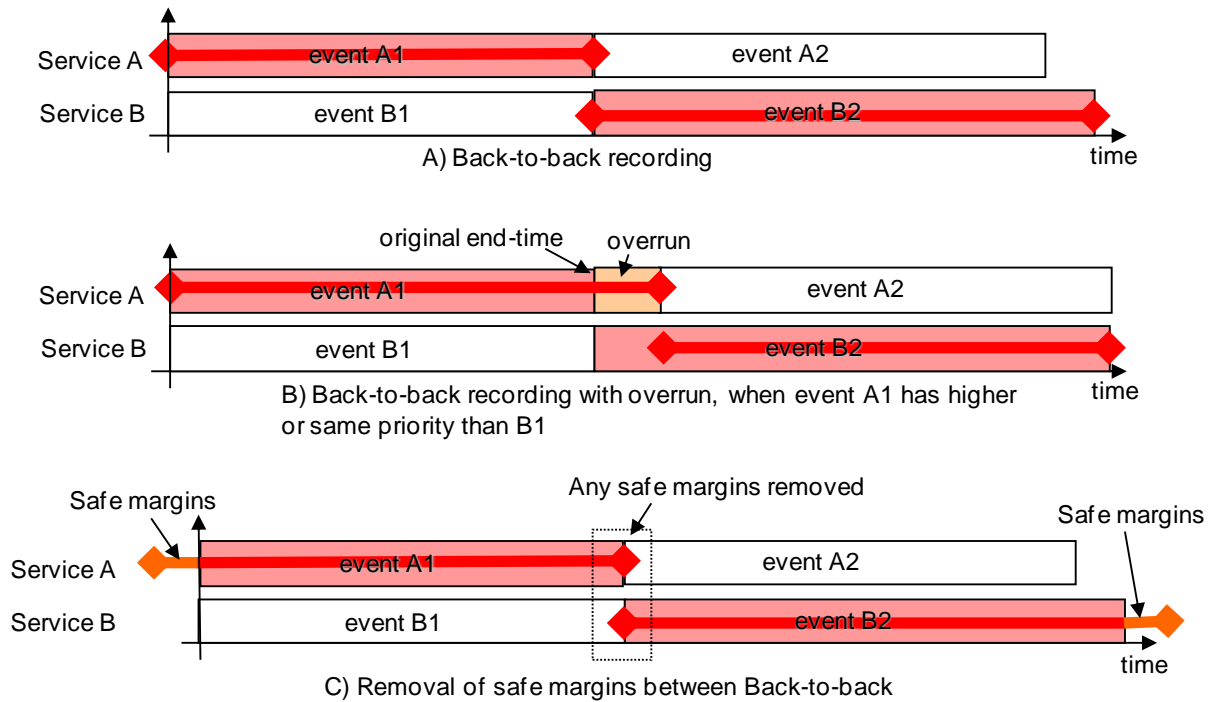 Service A
event A1
event A2
Service B
event B1
event B2
time
A) Back-to-back recording
original end-time
overrun
Service A
event A1
event A2
Service B
event B1
event B2
time
B) Back-to-back recording with overrun, when event A1 has higher
or same priority than B1
Safe margins
Any safe margins removed
Safe margins
Service A
event A1
event A2
Service B
event B1
event B2
time
C) Removal of safe margins between Back-to-back